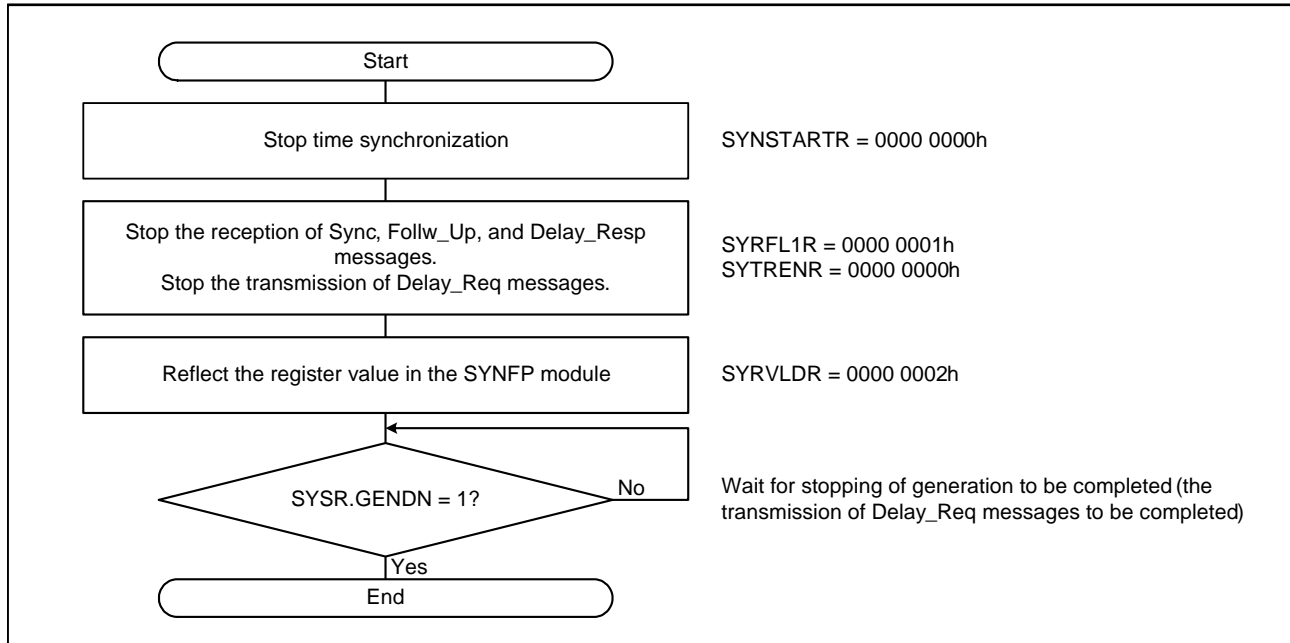 Start
Stop time synchronization
SYNSTARTR = 0000 0000h
Stop the reception of Sync, Follw_Up, and Delay_Resp
messages.
Stop the transmission of Delay_Req messages.
SYRFL1R = 0000 0001h
SYTRENR = 0000 0000h
Reflect the register value in the SYNFP module
SYRVLDR = 0000 0002h
SYSR.GENDN = 1?
No
Wait for stopping of generation to be completed (the
transmission of Delay_Req messages to be completed)
Yes
End